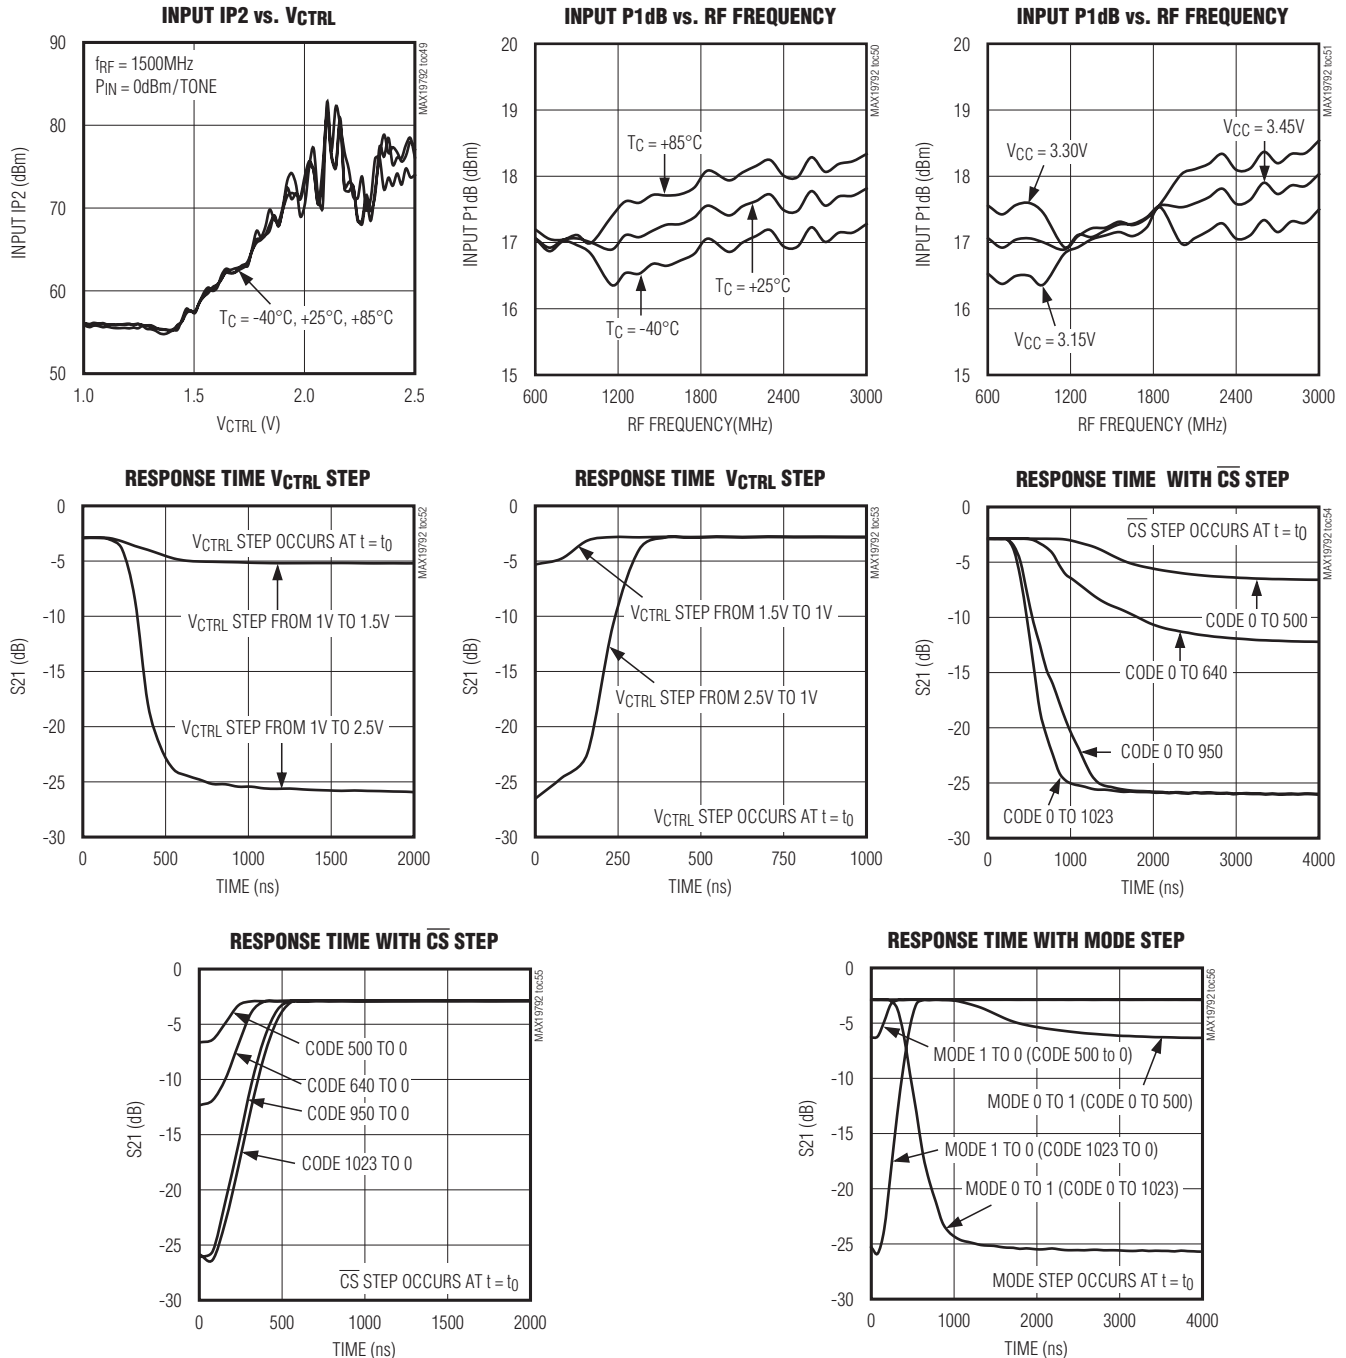 INPUT IP2 vs. VCTRL
fRF = 1500MHz
PIN = 0dBm/TONE
TC = -40°C, +25°C, +85°C
90
80
70
60
50
1.0
1.5
2.0
2.5
INPUT IP2 (dBm)
VCTRL (V)
MAX19792 toc49
INPUT P1dB vs. RF FREQUENCY
TC = +85°C
TC = +25°C
TC = -40°C
20
19
18
17
16
15
600
1200
1800
2400
3000
INPUT P1dB (dBm)
RF FREQUENCY(MHz)
MAX19792 toc50
INPUT P1dB vs. RF FREQUENCY
VCC = 3.45V
VCC = 3.30V
VCC = 3.15V
20
19
18
17
16
15
600
1200
1800
2400
3000
INPUT P1dB (dBm)
RF FREQUENCY (MHz)
MAX19792 toc51
RESPONSE TIME VCTRL STEP
VCTRL STEP OCCURS AT t = t0
VCTRL STEP FROM 1V TO 1.5V
VCTRL STEP FROM 1V TO 2.5V
0
-5
-10
-15
-20
-25
-30
0
500
1000
1500
2000
S21 (dB)
TIME (ns)
MAX19792 toc52
RESPONSE TIME VCTRL STEP
VCTRL STEP FROM 1.5V TO 1V
VCTRL STEP FROM 2.5V TO 1V
VCTRL STEP OCCURS AT t = t0
0
-5
-10
-15
-20
-25
-30
0
250
500
750
1000
S21 (dB)
TIME (ns)
MAX19792 toc53
RESPONSE TIME WITH CS STEP
CS STEP OCCURS AT t = t0
CODE 0 TO 500
CODE 0 TO 640
CODE 0 TO 950
CODE 0 TO 1023
0
-5
-10
-15
-20
-25
-30
0
1000
2000
3000
4000
S21 (dB)
TIME (ns)
MAX19792 toc54
RESPONSE TIME WITH CS STEP
CODE 500 TO 0
CODE 640 TO 0
CODE 950 TO 0
CODE 1023 TO 0
CS STEP OCCURS AT t = t0
0
-5
-10
-15
-20
-25
-30
0
500
1000
1500
2000
S21 (dB)
TIME (ns)
MAX19792 toc55
RESPONSE TIME WITH MODE STEP
MODE 1 TO 0 (CODE 500 to 0)
MODE 0 TO 1 (CODE 0 TO 500)
MODE 1 TO 0 (CODE 1023 TO 0)
MODE 0 TO 1 (CODE 0 TO 1023)
MODE STEP OCCURS AT t = t0
0
-5
-10
-15
-20
-25
-30
0
1000
2000
3000
4000
S21 (dB)
TIME (ns)
MAX19792 toc56